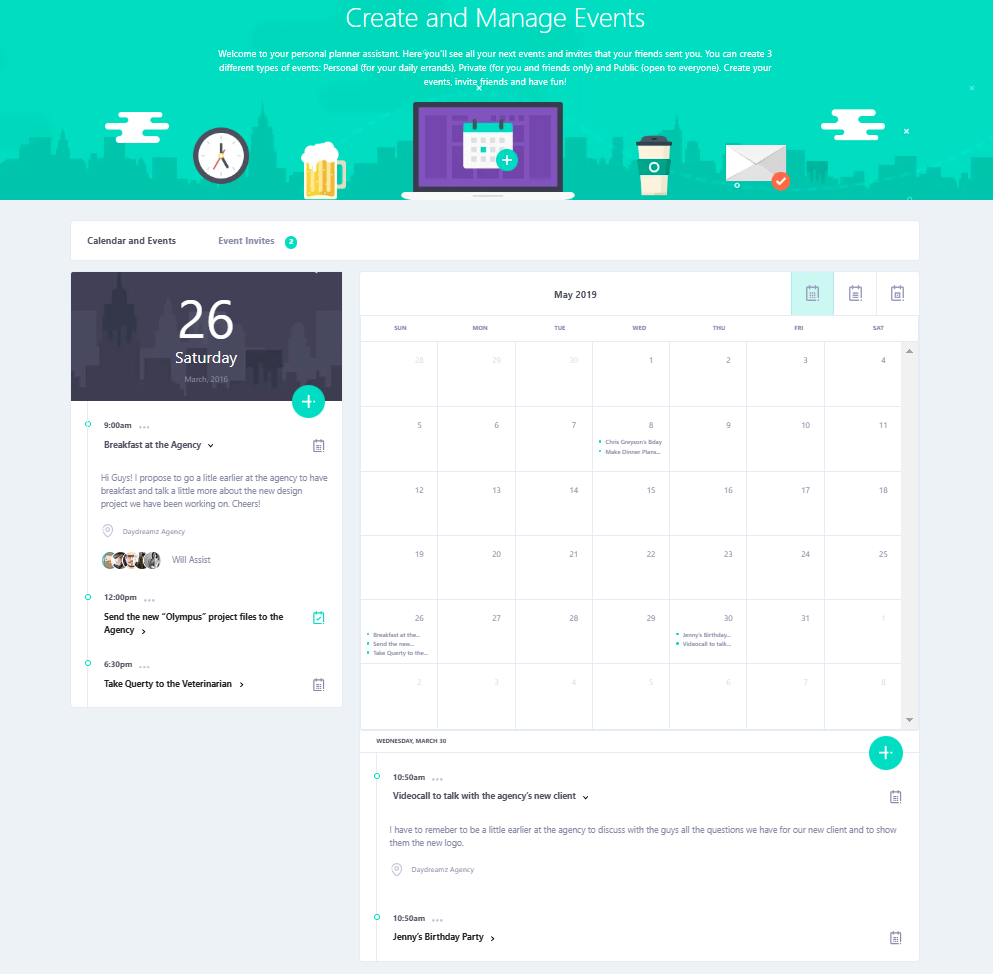 Create and Manage Events
Welcome to your personal planner assistant. Here you'll see all your next events and invites that your friends sent you. You can create 3
different types of events: Personal (for your daily errands), Private (for you and friends only) and Public (open to everyone). Create your
events, invite friends and have fun!
Calendar and Events
Event Invites 2
26
Saturday
March, 2016
9:00am
Breakfast at the Agency
Hi Guys! I propose to go a litle earlier at the agency to have
breakfast and talk a little more about the new design
project we have been working on. Cheers!
Daydreamz Agency
Will Assist
12:00pm
Send the new "Olympus" project files to the
Agency
6:30pm
Take Querty to the Veterinarian
May 2019
SUN MON TUE WED THU FRI SAT
28 29 30 1 2 3 4
5 6 7 8 9 10 11
Chris Greyson's Bday
Make Dinner Plans...
12 13 14 15 16 17 18
19 20 21 22 23 24 25
26 27 28 29 30 31 1
Breakfast at the...
Send the new...
Take Querty to the...
Jenny's Birthday...
Videocall to talk...
2 3 4 5 6 7 8
WEDNESDAY, MARCH 30
10:50am
Videocall to talk with the agency's new client
I have to remeber to be a little earlier at the agency to discuss with the guys all the questions we have for our new client and to show
them the new logo.
Daydreamz Agency
10:50am
Jenny's Birthday Party